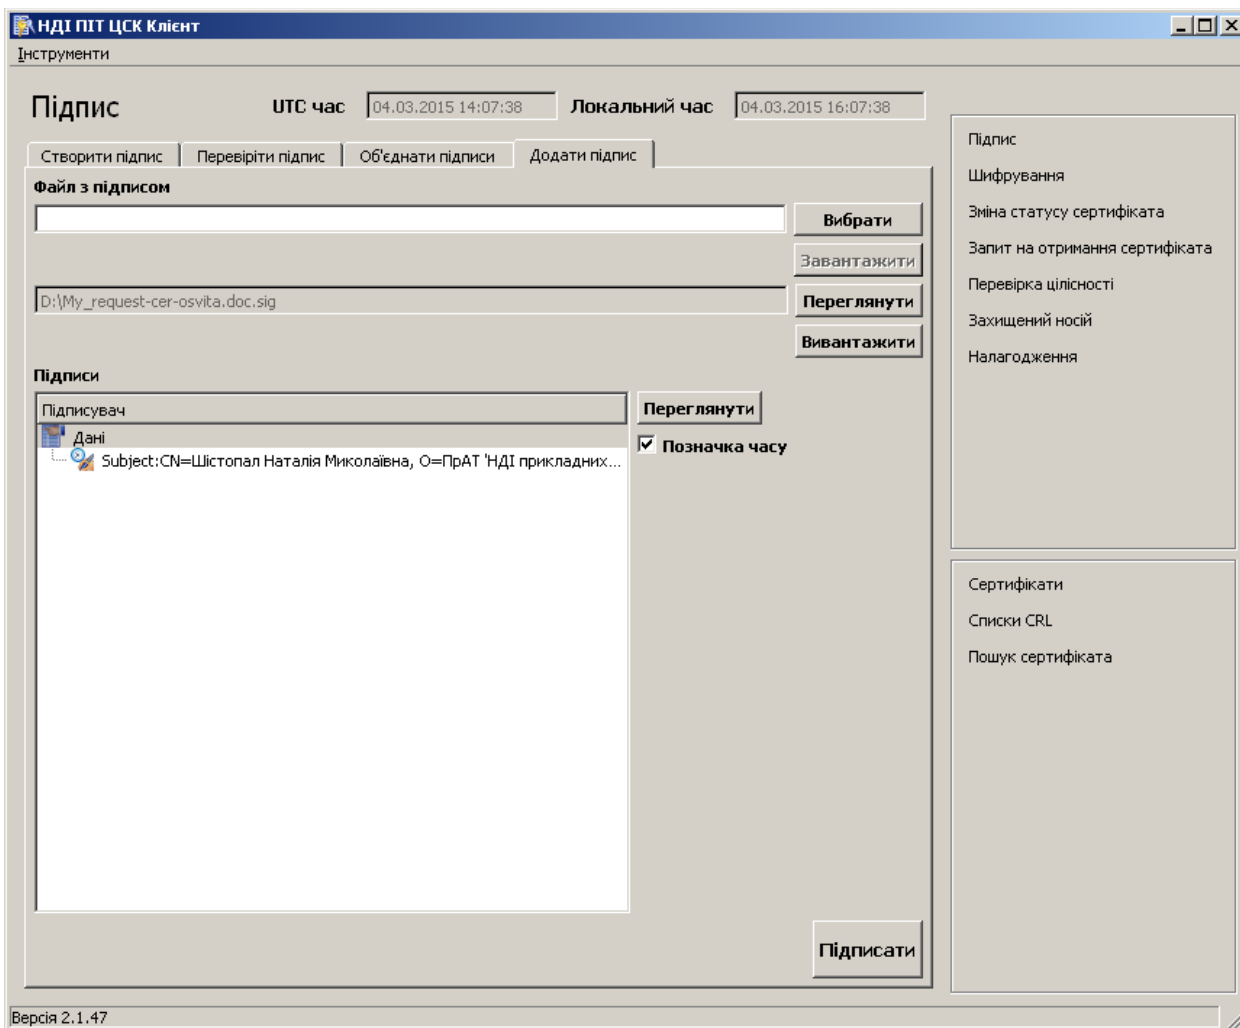 НДІ ПІТ ЦСК Клієнт
Інструменти
Підпис UTC час 04.03.2015 14:07:38 Локальний час 04.03.2015 16:07:38
Створити підпис Перевіріти підпис Об'єднати підписи Додати підпис
Файл з підписом
Вибрати
Завантажити
D:\My_request-cer-osvita.doc.sig Переглянути
Вивантажити
Підписи
Підписувач Переглянути
Дані
Позначка часу
Subject:CN=Шістопал Наталія Миколаївна, О=ПрАТ 'НДІ прикладних...
Підписати
Підпис
Шифрування
Зміна статусу сертифіката
Запит на отримання сертифіката
Перевірка цілісності
Захищений носій
Налагодження
Сертифікати
Списки CRL
Пошук сертифіката
Версія 2.1.47